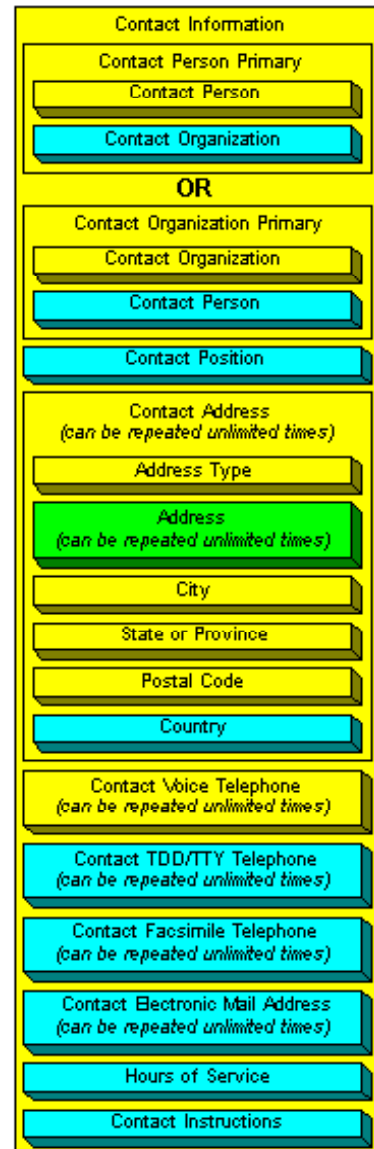 Contact Information
Contact Person Primary
Contact Person
Contact Organization
OR
Contact Organization Primary
Contact Organization
Contact Person
Contact Position
Contact Address
(can be repeated unlimited times)
Address Type
Address
(can be repeated unlimited times)
City
State or Province
Postal Code
Country
Contact Voice Telephone
(can be repeated unlimited times)
Contact TDD/TTY Telephone
(can be repeated unlimited times)
Contact Facsimile Telephone
(can be repeated unlimited times)
Contact Electronic Mail Address
(can be repeated unlimited times)
Hours of Service
Contact Instructions